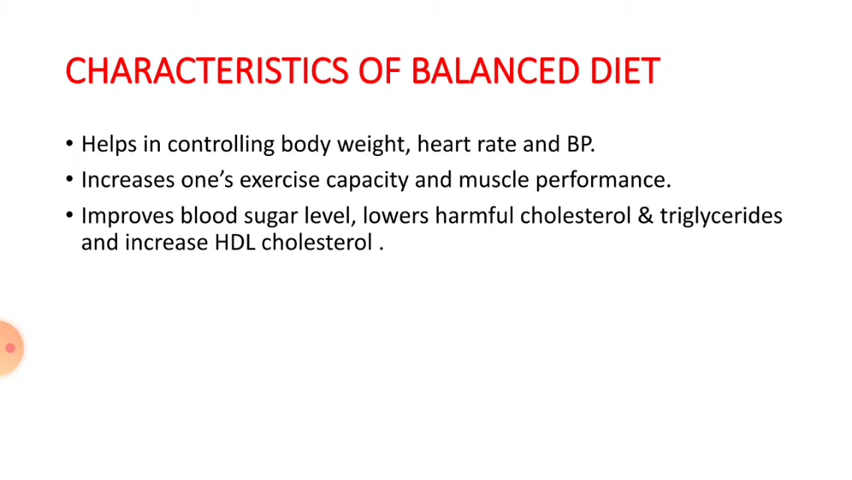 CHARACTERISTICS OF BALANCED DIET
• Helps in controlling body weight, heart rate and BP.
• Increases one’s exercise capacity and muscle performance.
• Improves blood sugar level, lowers harmful cholesterol & triglycerides
and increase HDL cholesterol .